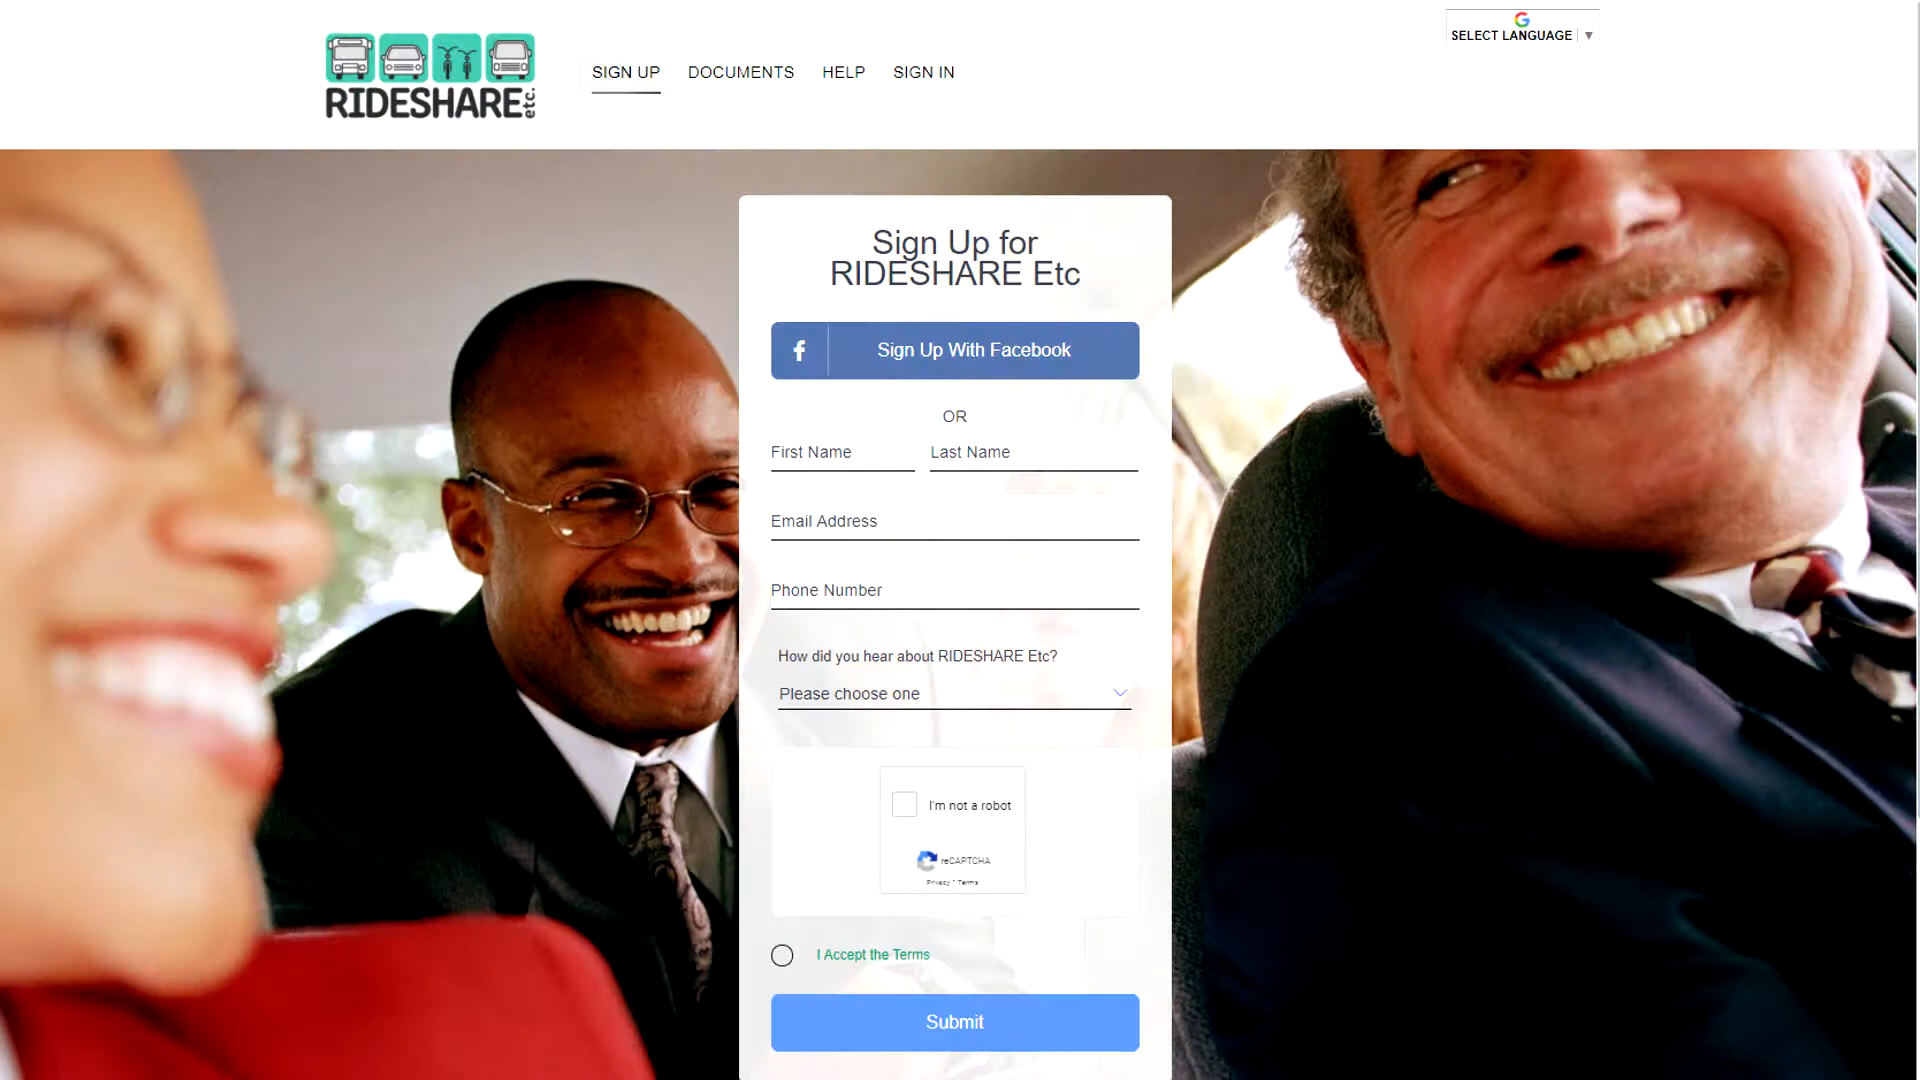 RIDESHARE etc.
SIGN UP DOCUMENTS HELP SIGN IN
SELECT LANGUAGE ▼
Sign Up for
RIDESHARE Etc
Sign Up With Facebook
OR
First Name Last Name
Email Address
Phone Number
How did you hear about RIDESHARE Etc?
Please choose one
I'm not a robot
reCAPTCHA
Privacy - Terms
I Accept the Terms
Submit